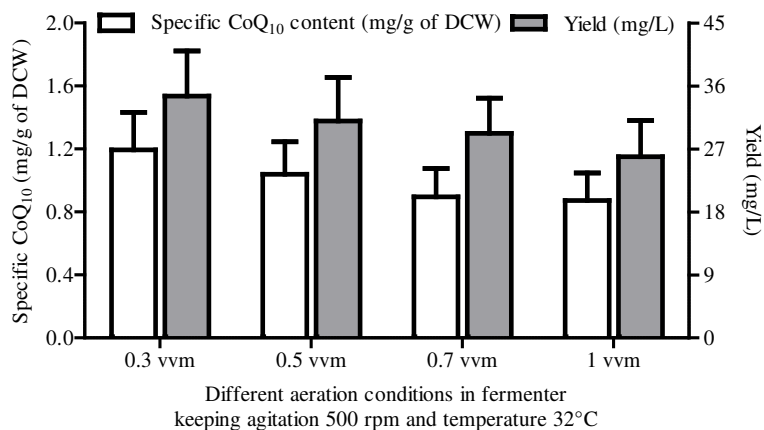 Specific CoQ10 content (mg/g of DCW)
Yield (mg/L)
Specific CoQ10 (mg/g of DCW)
2.0
1.6
1.2
0.8
0.4
0.0
45
36
27
18
9
0
Yield (mg/L)
0.3 vvm
0.5 vvm
0.7 vvm
1 vvm
Different aeration conditions in fermenter
keeping agitation 500 rpm and temperature 32°C